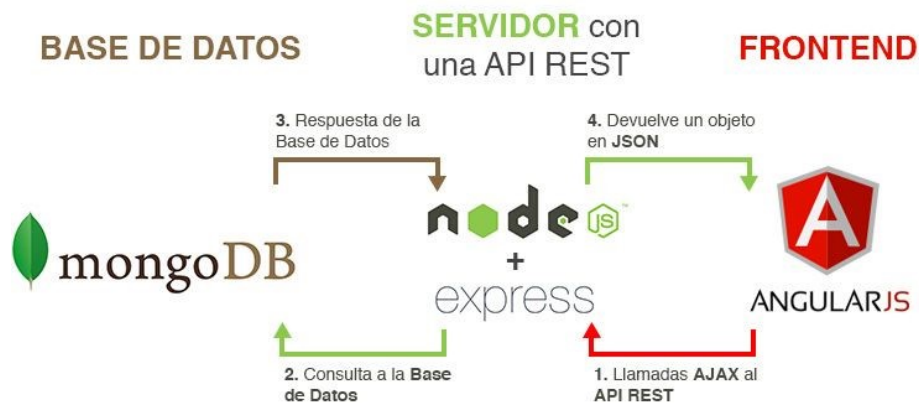 BASE DE DATOS
SERVIDOR con
una API REST
FRONTEND
3. Respuesta de la
Base de Datos
4. Devuelve un objeto
en JSON
mongoDB
node JS™
+
express
ANGULARJS
2. Consulta a la Base
de Datos
1. Llamadas AJAX al
API REST